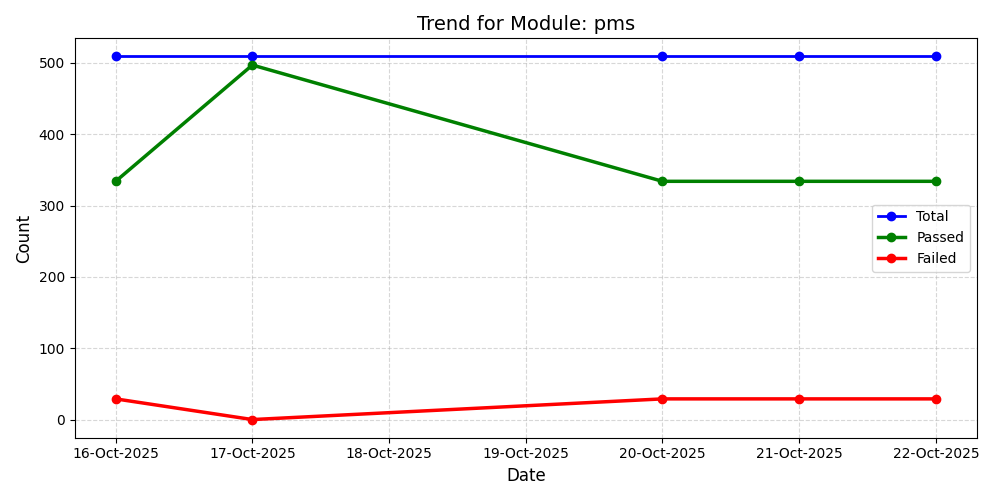 Trend for Module: pms
Count
500
400
300
200
100
0
Total
Passed
Failed
16-Oct-2025 17-Oct-2025 18-Oct-2025 19-Oct-2025 20-Oct-2025 21-Oct-2025 22-Oct-2025
Date